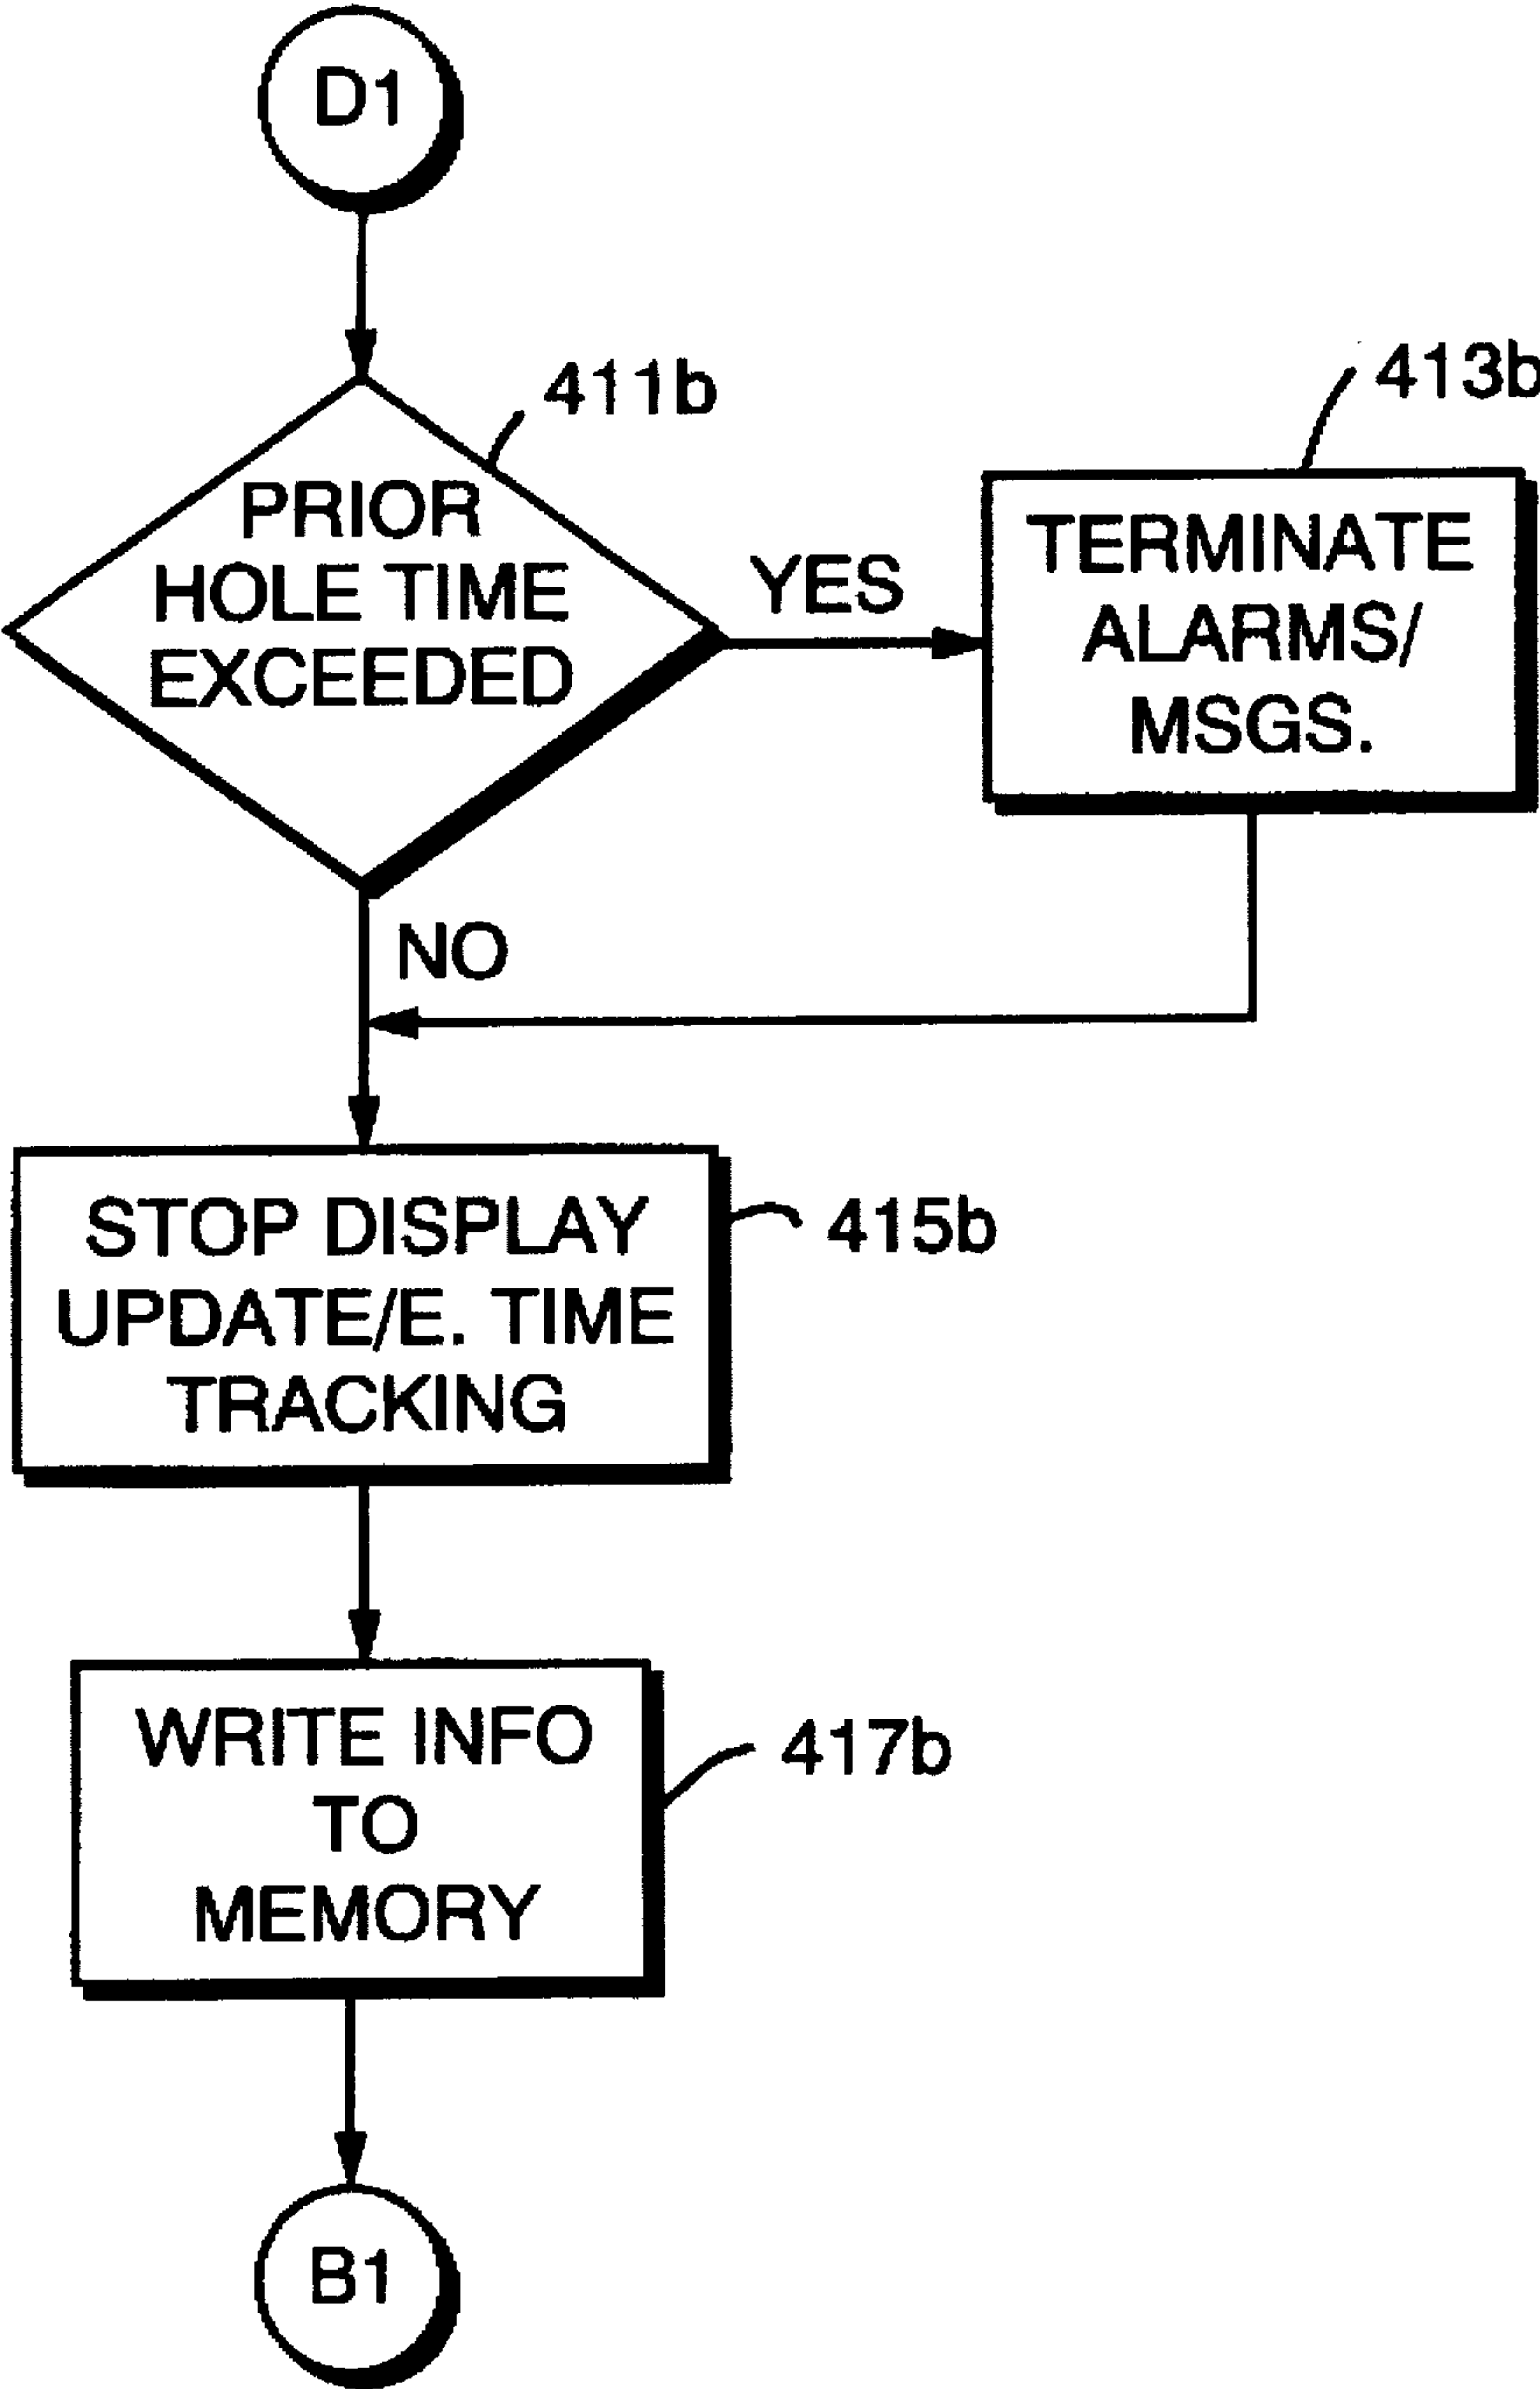 D1
411b
413b
PRIOR
HOLE TIME
EXCEEDED
YES
TERMINATE
ALARMS/
MSGS.
NO
STOP DISPLAY
UPDATE/E. TIME
TRACKING
415b
WRITE INFO
TO
MEMORY
417b
B1